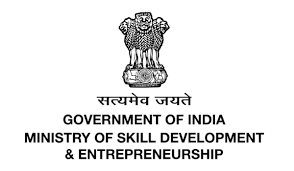 सत्यमेव जयते
GOVERNMENT OF INDIA
MINISTRY OF SKILL DEVELOPMENT
& ENTREPRENEURSHIP